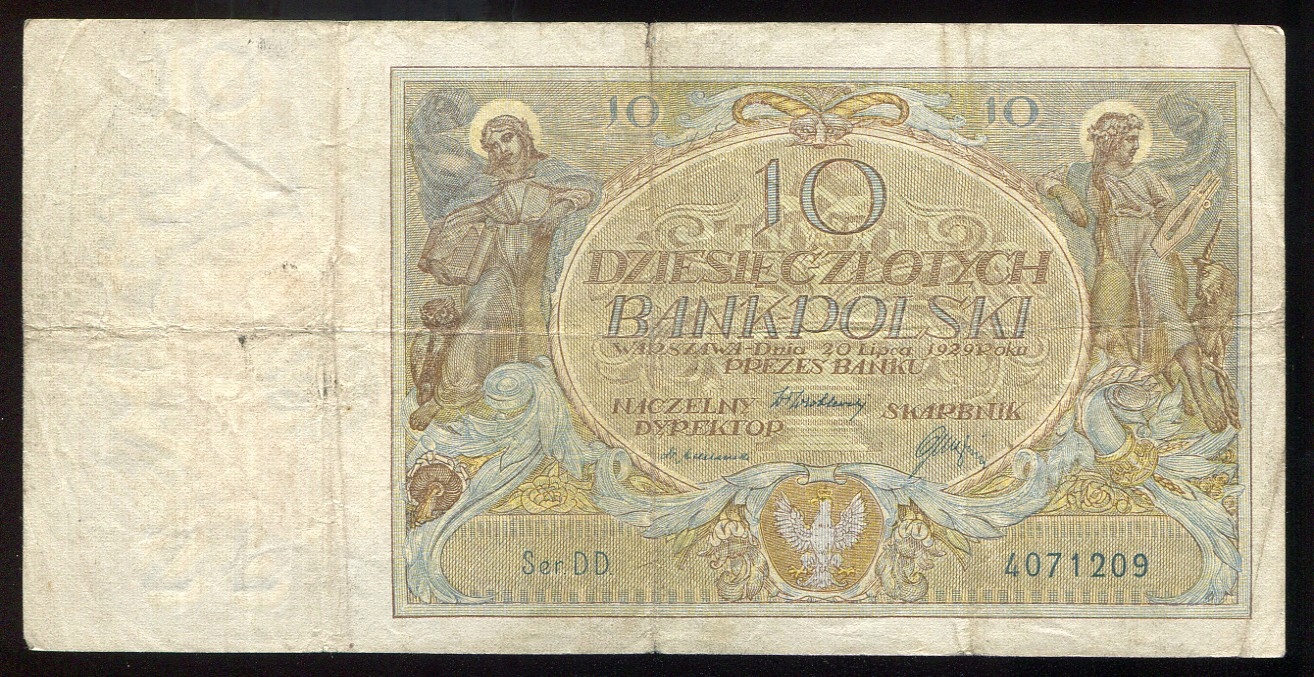 10 10
10
DZIESIĘĆ ZŁOTYCH
BANK POLSKI
WARSZAWA-Dnia 20 Lipca 1929 Roku
PREZES BANKU
NACZELNY DYREKTOR
SKARBNIK
Ser. DD.
4071209